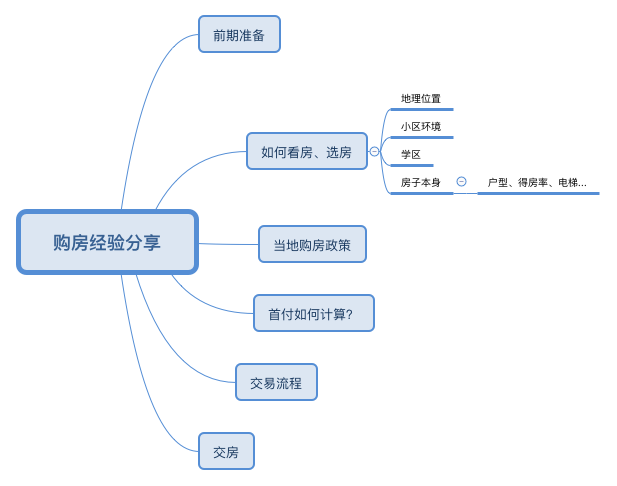 前期准备
地理位置
小区环境
如何看房、选房
学区
房子本身
户型、得房率、电梯...
购房经验分享
当地购房政策
首付如何计算？
交易流程
交房